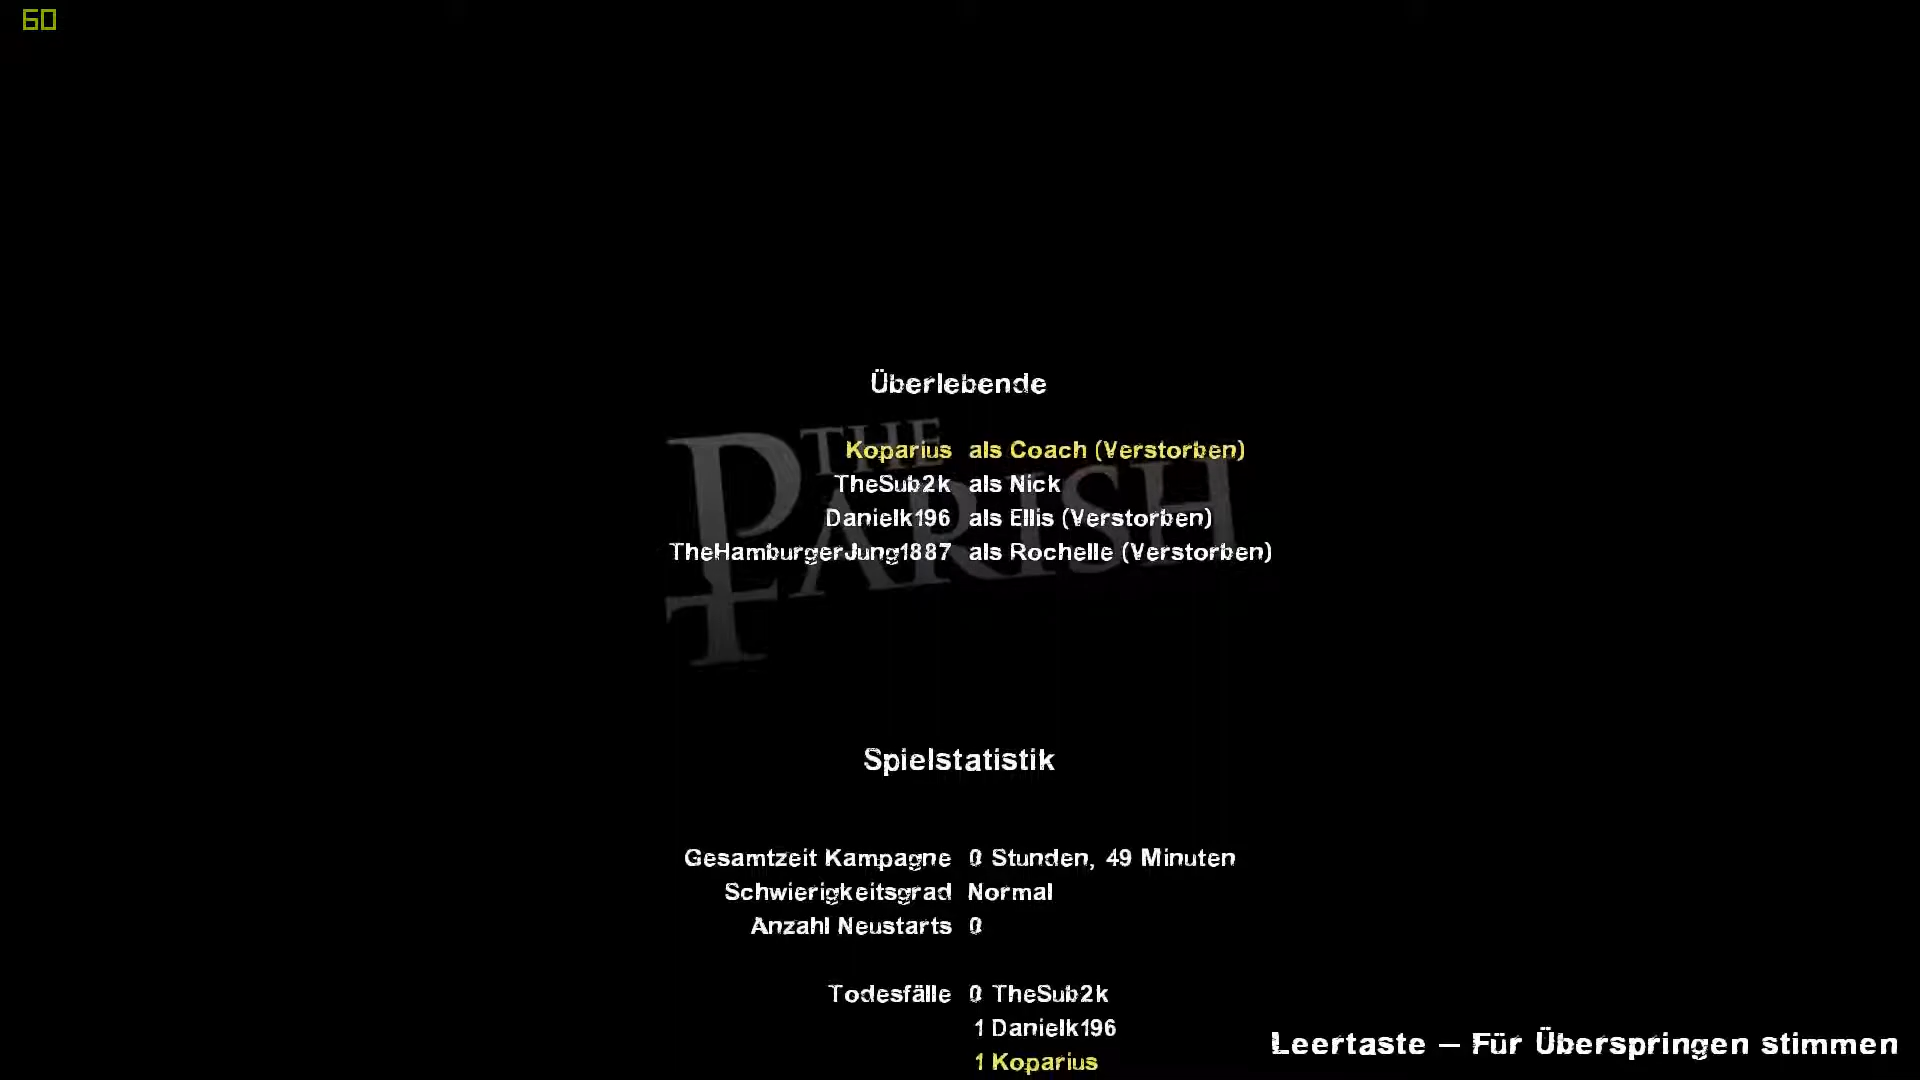 60
Überlebende
THE PARISH
Koparius als Coach (Verstorben)
TheSub2k als Nick
Danielk196 als Ellis (Verstorben)
TheHamburgerJung1887 als Rochelle (Verstorben)
Spielstatistik
Gesamtzeit Kampagne 0 Stunden, 49 Minuten
Schwierigkeitsgrad Normal
Anzahl Neustarts 0
Todesfälle 0 TheSub2k
1 Danielk196
1 Koparius
Leertaste – Für Überspringen stimmen